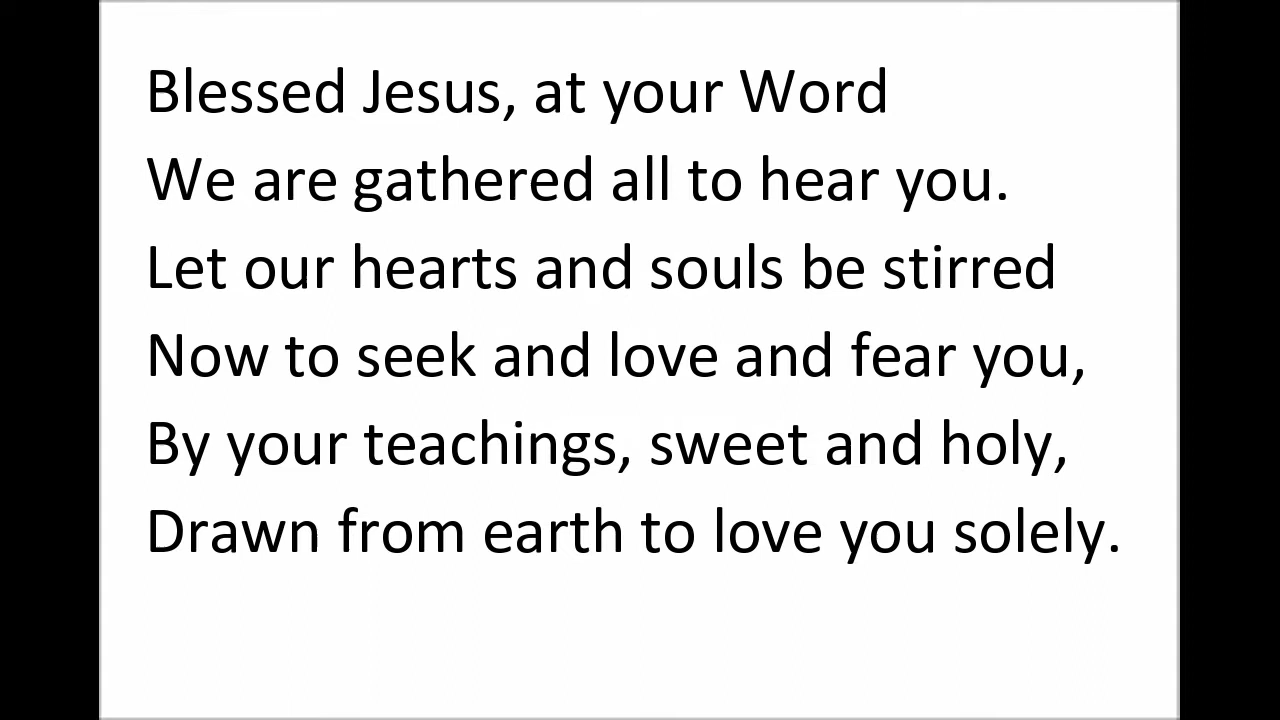 Blessed Jesus, at your Word
We are gathered all to hear you.
Let our hearts and souls be stirred
Now to seek and love and fear you,
By your teachings, sweet and holy,
Drawn from earth to love you solely.